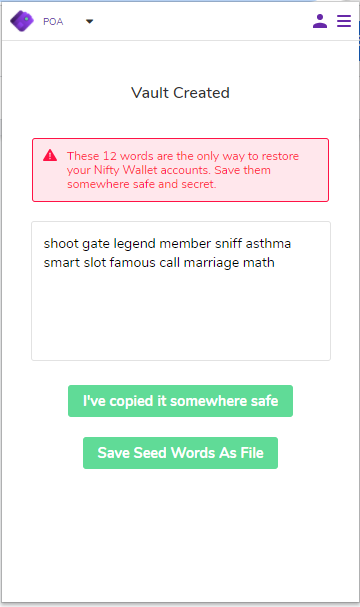 POA
Vault Created
These 12 words are the only way to restore
your Nifty Wallet accounts. Save them
somewhere safe and secret.
shoot gate legend member sniff asthma
smart slot famous call marriage math
I've copied it somewhere safe
Save Seed Words As File